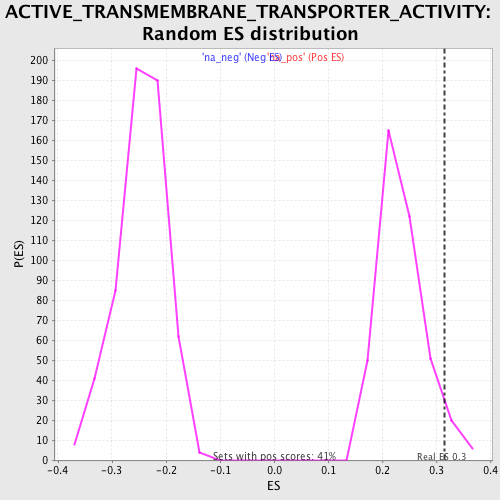 ACTIVE_TRANSMEMBRANE_TRANSPORTER_ACTIVITY:
Random ES distribution
'na_neg' (Neg ES) 'na_pos' (Pos ES)
200
190
180
170
160
150
140
130
120
110
100
90
80
70
60
50
40
30
20
10
0
P(ES)
Sets with pos scores: 41%
Real ES 0.3
-0.4 -0.3 -0.2 -0.1 0.0 0.1 0.2 0.3 0.4
ES